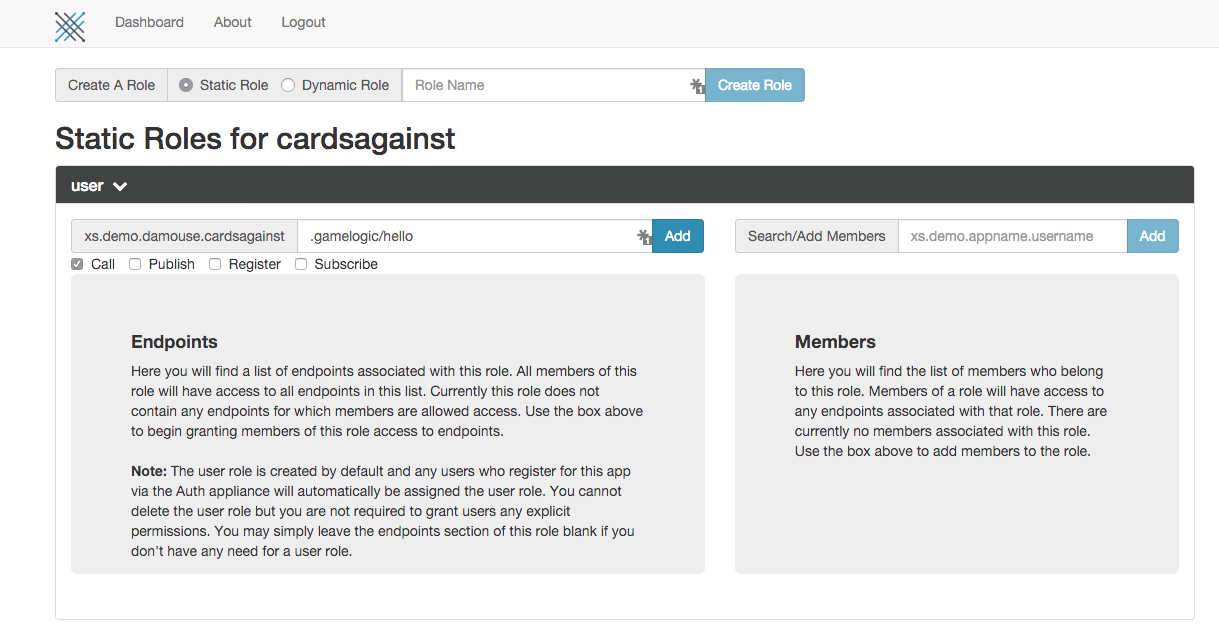 Dashboard About Logout
Create A Role Static Role Dynamic Role Role Name Create Role
Static Roles for cardsagainst
user
xs.demo.damouse.cardsagainst .gamelogic/hello Add Search/Add Members xs.demo.appname.username Add
Call Publish Register Subscribe
Endpoints
Here you will find a list of endpoints associated with this role. All members of this
role will have access to all endpoints in this list. Currently this role does not
contain any endpoints for which members are allowed access. Use the box above
to begin granting members of this role access to endpoints.
Note: The user role is created by default and any users who register for this app
via the Auth appliance will automatically be assigned the user role. You cannot
delete the user role but you are not required to grant users any explicit
permissions. You may simply leave the endpoints section of this role blank if you
don't have any need for a user role.
Members
Here you will find the list of members who belong
to this role. Members of a role will have access to
any endpoints associated with that role. There are
currently no members associated with this role.
Use the box above to add members to the role.